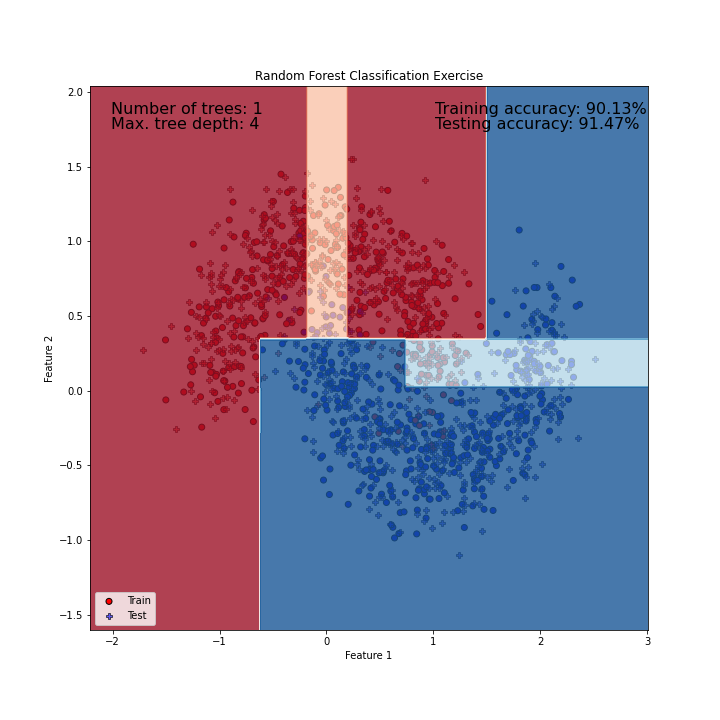 Random Forest Classification Exercise
Number of trees: 1
Max. tree depth: 4
Training accuracy: 90.13%
Testing accuracy: 91.47%
2.0
1.5
1.0
0.5
0.0
−0.5
−1.0
−1.5
Feature 2
Train
Test
−2
−1
0
1
2
3
Feature 1